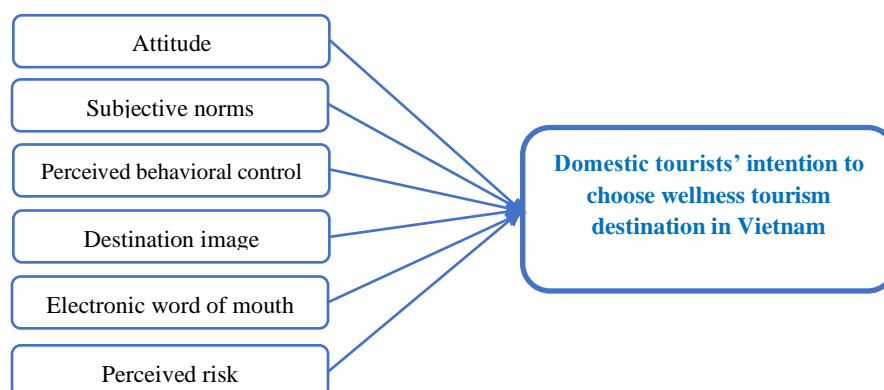 Attitude
Subjective norms
Perceived behavioral control
Destination image
Electronic word of mouth
Perceived risk
Domestic tourists’ intention to
choose wellness tourism
destination in Vietnam